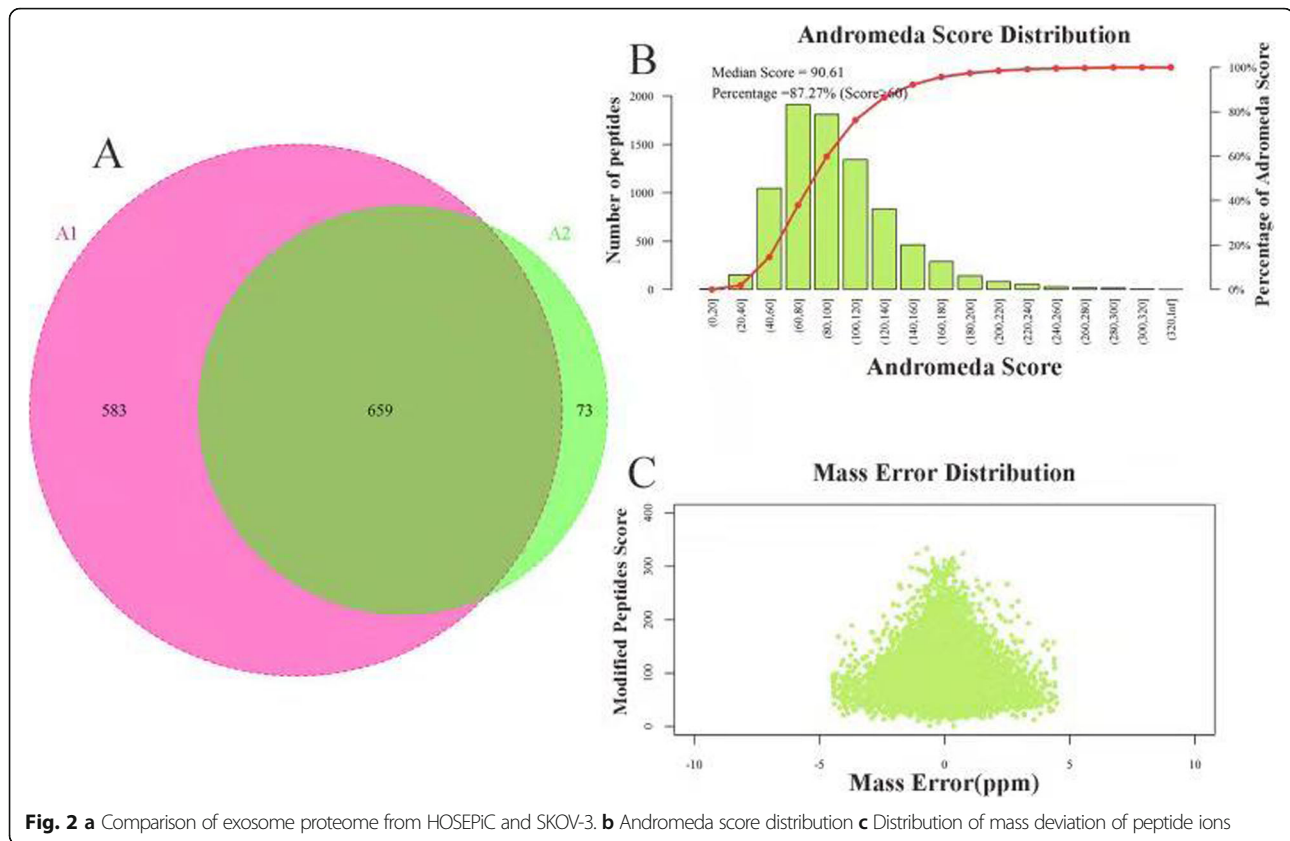 A
A1
A2
583
659
73
B
Andromeda Score Distribution
Median Score = 90.61
Percentage =87.27% (Score>60)
Number of peptides
2000
1500
1000
500
0
Percentage of Adromeda Score
100%
80%
60%
40%
20%
0%
(0,20]
(20,40]
(40,60]
(60,80]
(80,100]
(100,120]
(120,140]
(140,160]
(160,180]
(180,200]
(200,220]
(220,240]
(240,260]
(260,280]
(280,300]
(300,320]
(320,Inf]
Andromeda Score
C
Mass Error Distribution
Modified Peptides Score
400
300
200
100
0
-10
-5
0
5
10
Mass Error(ppm)
Fig. 2 a Comparison of exosome proteome from HOSEPiC and SKOV-3. b Andromeda score distribution c Distribution of mass deviation of peptide ions